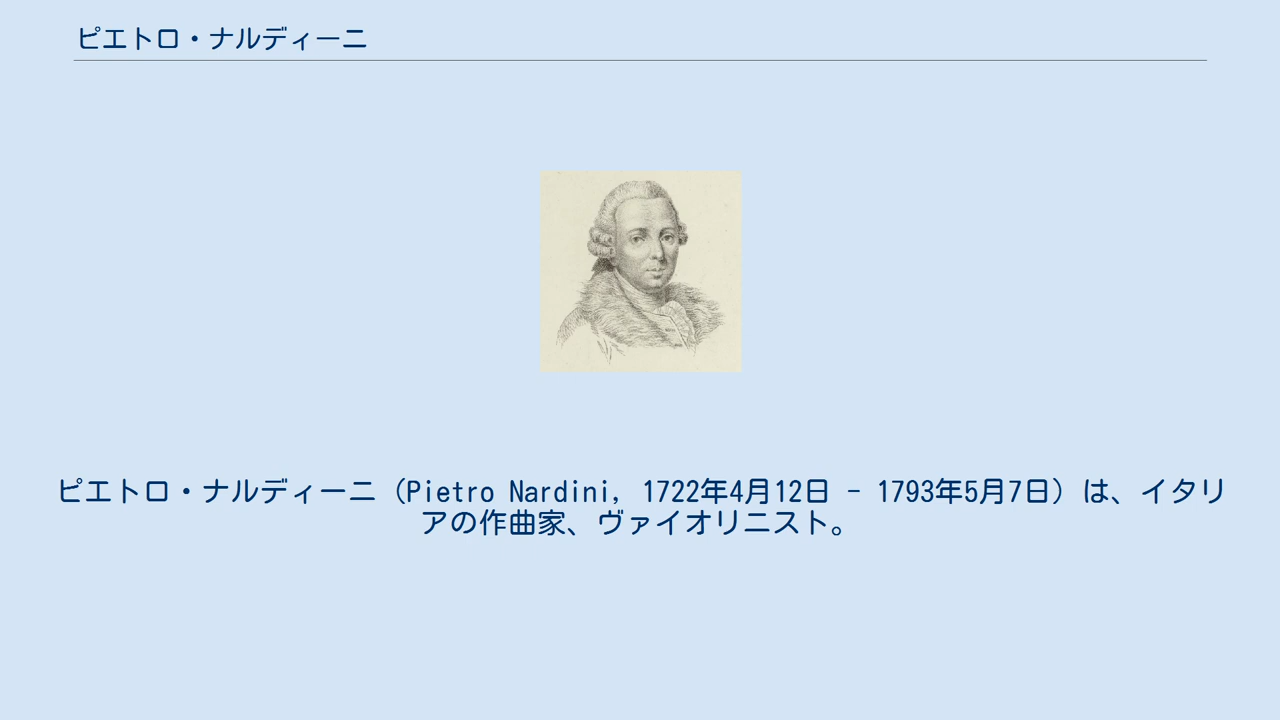 ピエトロ・ナルディーニ
ピエトロ・ナルディーニ（Pietro Nardini, 1722年4月12日 - 1793年5月7日）は、イタリ
アの作曲家、ヴァイオリニスト。